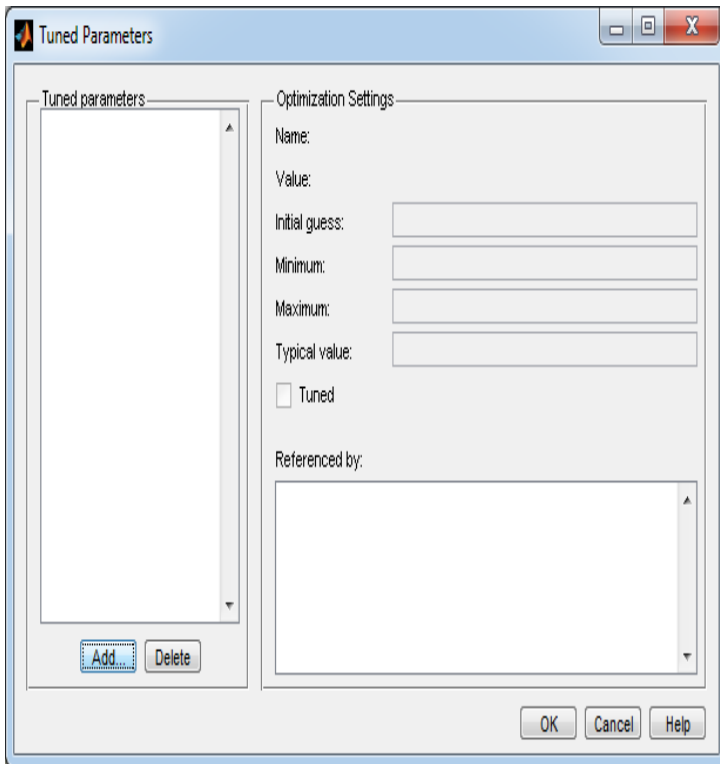 Tuned Parameters
X
Tuned parameters
Add...
Delete
Optimization Settings
Name:
Value:
Initial guess:
Minimum:
Maximum:
Typical value:
Tuned
Referenced by:
OK
Cancel
Help